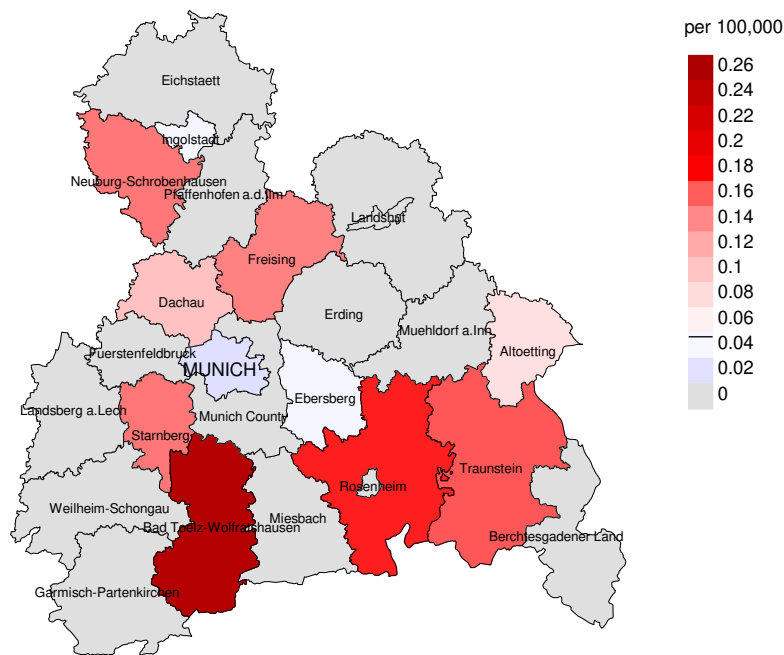 per 100,000
0.26
0.24
0.22
0.2
0.18
0.16
0.14
0.12
0.1
0.08
0.06
0.04
0.02
0
Eichstaett
Ingolstadt
Neuburg-Schrobenhausen
Pfaffenhofen a.d.Ilm
Landshut
Freising
Dachau
Erding
Muehldorf a.Inn
Altoetting
Fuerstenfeldbruck
MUNICH
Ebersberg
Landsberg a.Lech
Munich County
Starnberg
Traunstein
Rosenheim
Weilheim-Schongau
Miesbach
Bad Toelz-Wolfratshausen
Berchtesgadener Land
Garmisch-Partenkirchen